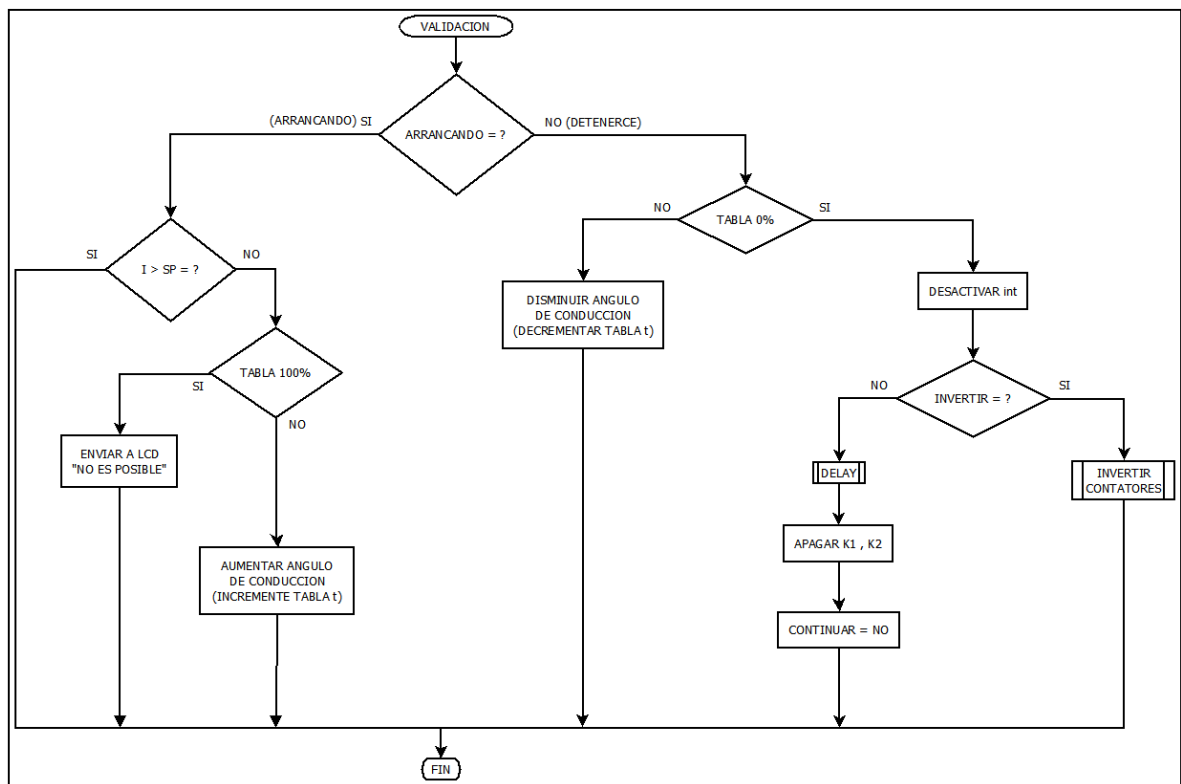 VALIDACION
(ARRANCANDO) SI
ARRANCANDO = ?
NO (DETENERCE)
NO
TABLA 0%
SI
SI
I > SP = ?
NO
DISMINUIR ANGULO
DE CONDUCCION
(DECREMENTAR TABLA t)
DESACTIVAR int
TABLA 100%
SI
NO
NO
INVERTIR = ?
SI
ENVIAR A LCD
"NO ES POSIBLE"
DELAY
INVERTIR
CONTATORES
APAGAR K1 , K2
AUMENTAR ANGULO
DE CONDUCCION
(INCREMENTE TABLA t)
CONTINUAR = NO
FIN